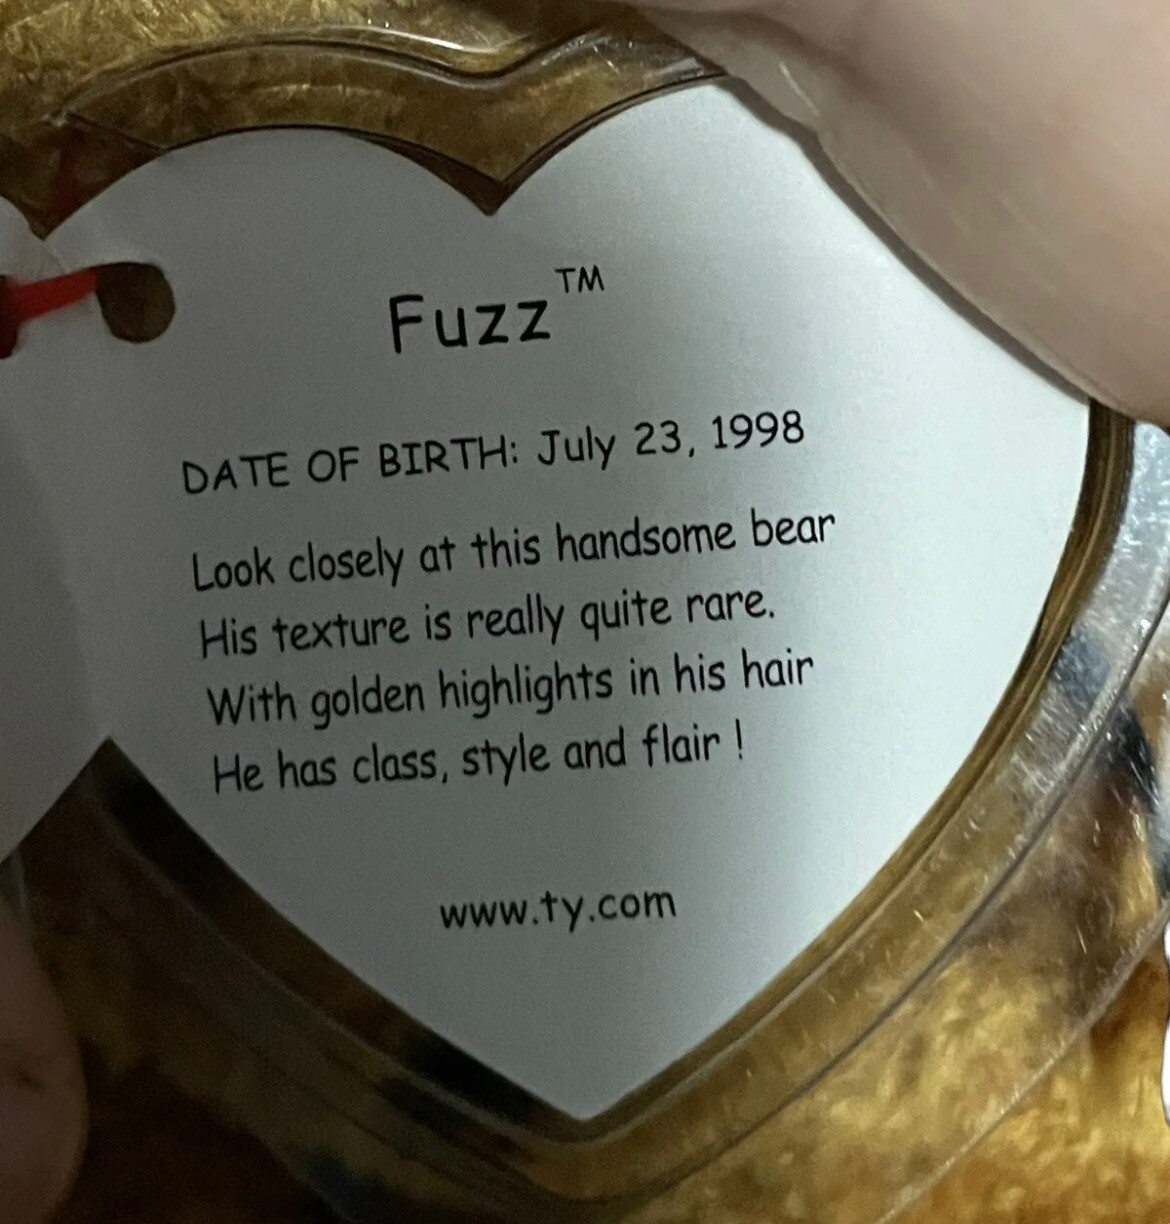 Fuzz™
DATE OF BIRTH: July 23, 1998
Look closely at this handsome bear
His texture is really quite rare.
With golden highlights in his hair
He has class, style and flair !
www.ty.com